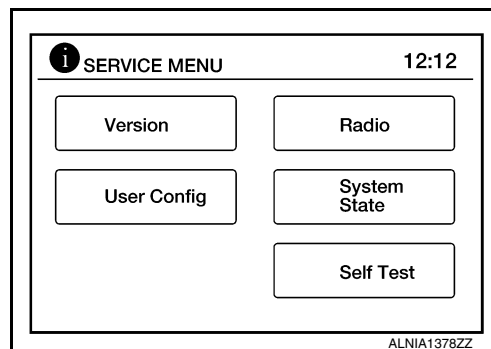 i SERVICE MENU 12:12
Version Radio
User Config System
State
Self Test
ALNIA1378ZZ